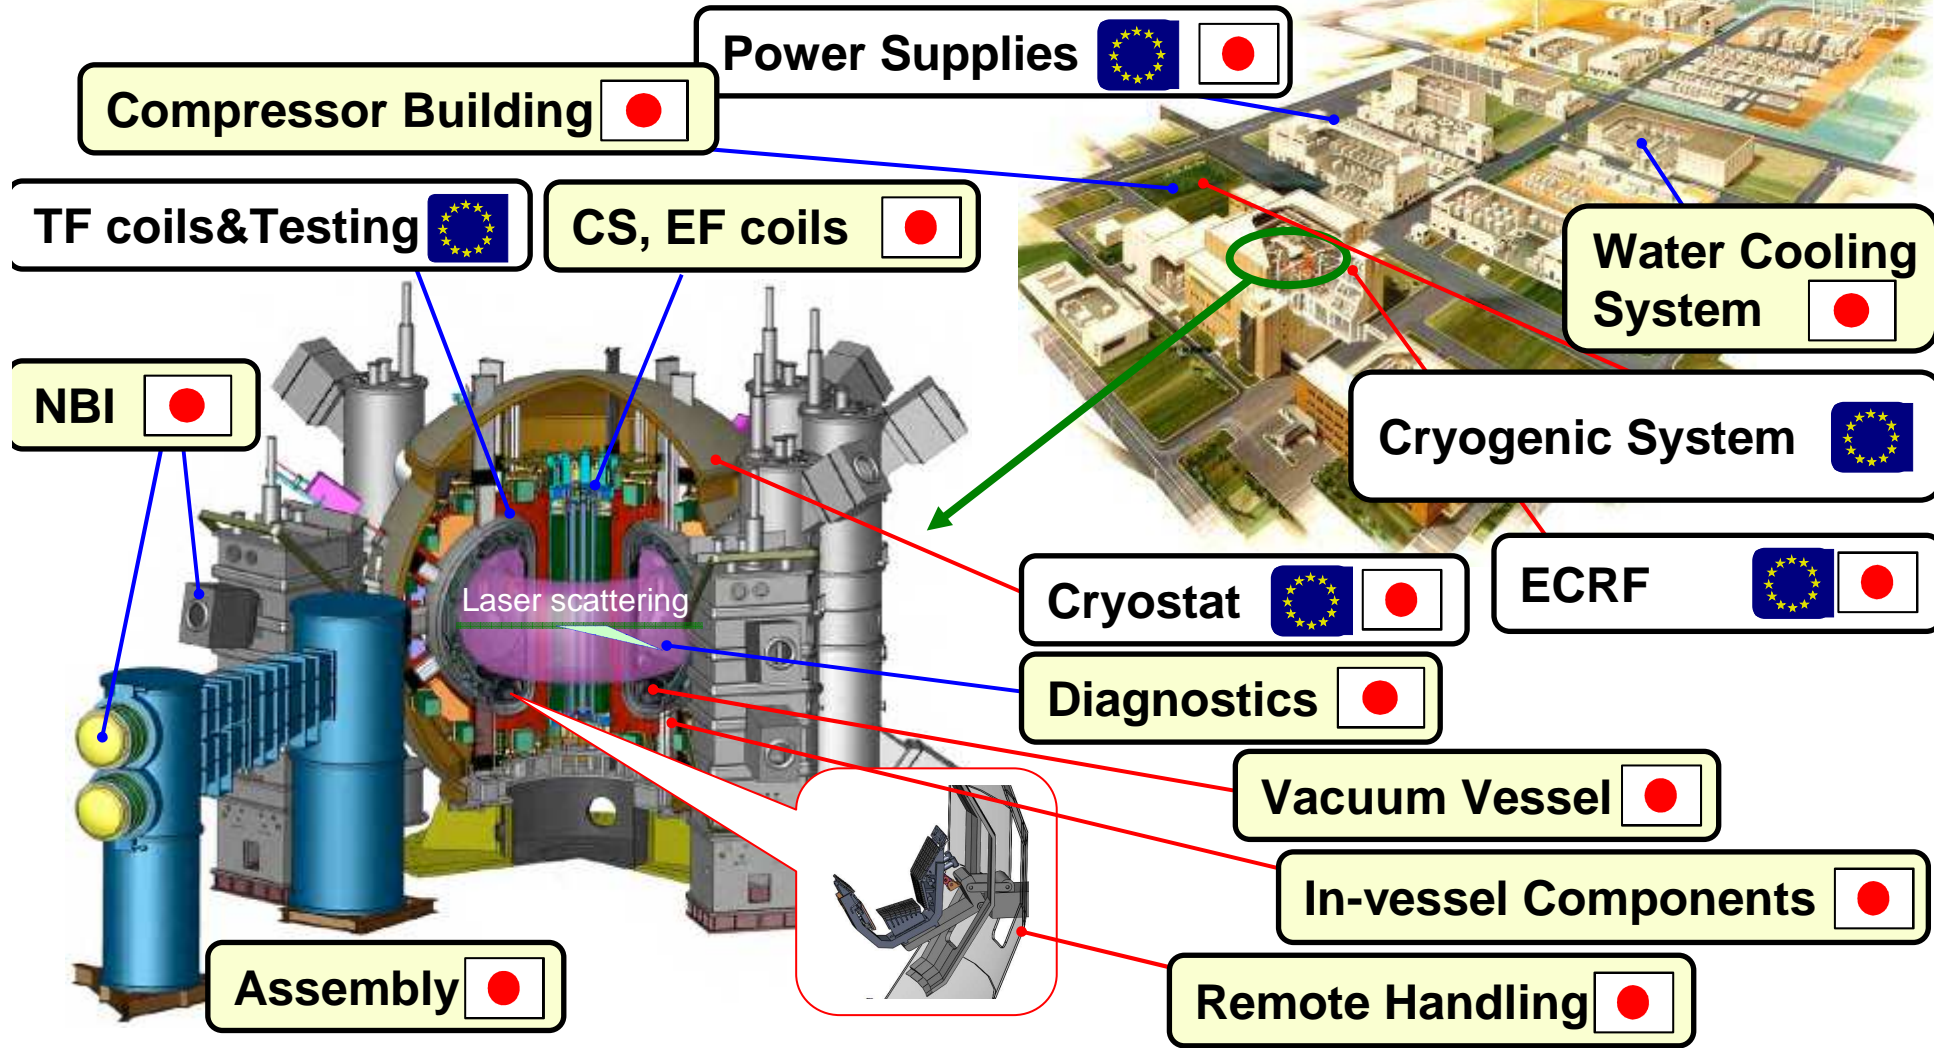 Power Supplies
Compressor Building
TF coils&Testing
CS, EF coils
Water Cooling
System
NBI
Cryogenic System
Laser scattering
Cryostat
ECRF
Diagnostics
Vacuum Vessel
In-vessel Components
Assembly
Remote Handling